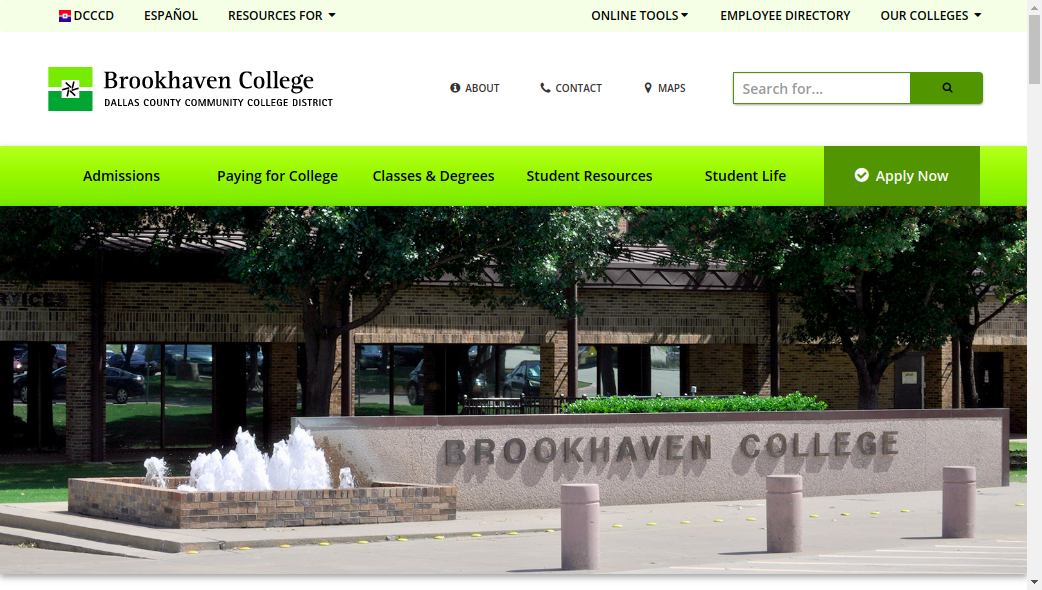 DCCCD ESPAÑOL RESOURCES FOR ONLINE TOOLS EMPLOYEE DIRECTORY OUR COLLEGES
Brookhaven College
DALLAS COUNTY COMMUNITY COLLEGE DISTRICT
ABOUT CONTACT MAPS
Search for...
Admissions Paying for College Classes & Degrees Student Resources Student Life Apply Now
BROOKHAVEN COLLEGE